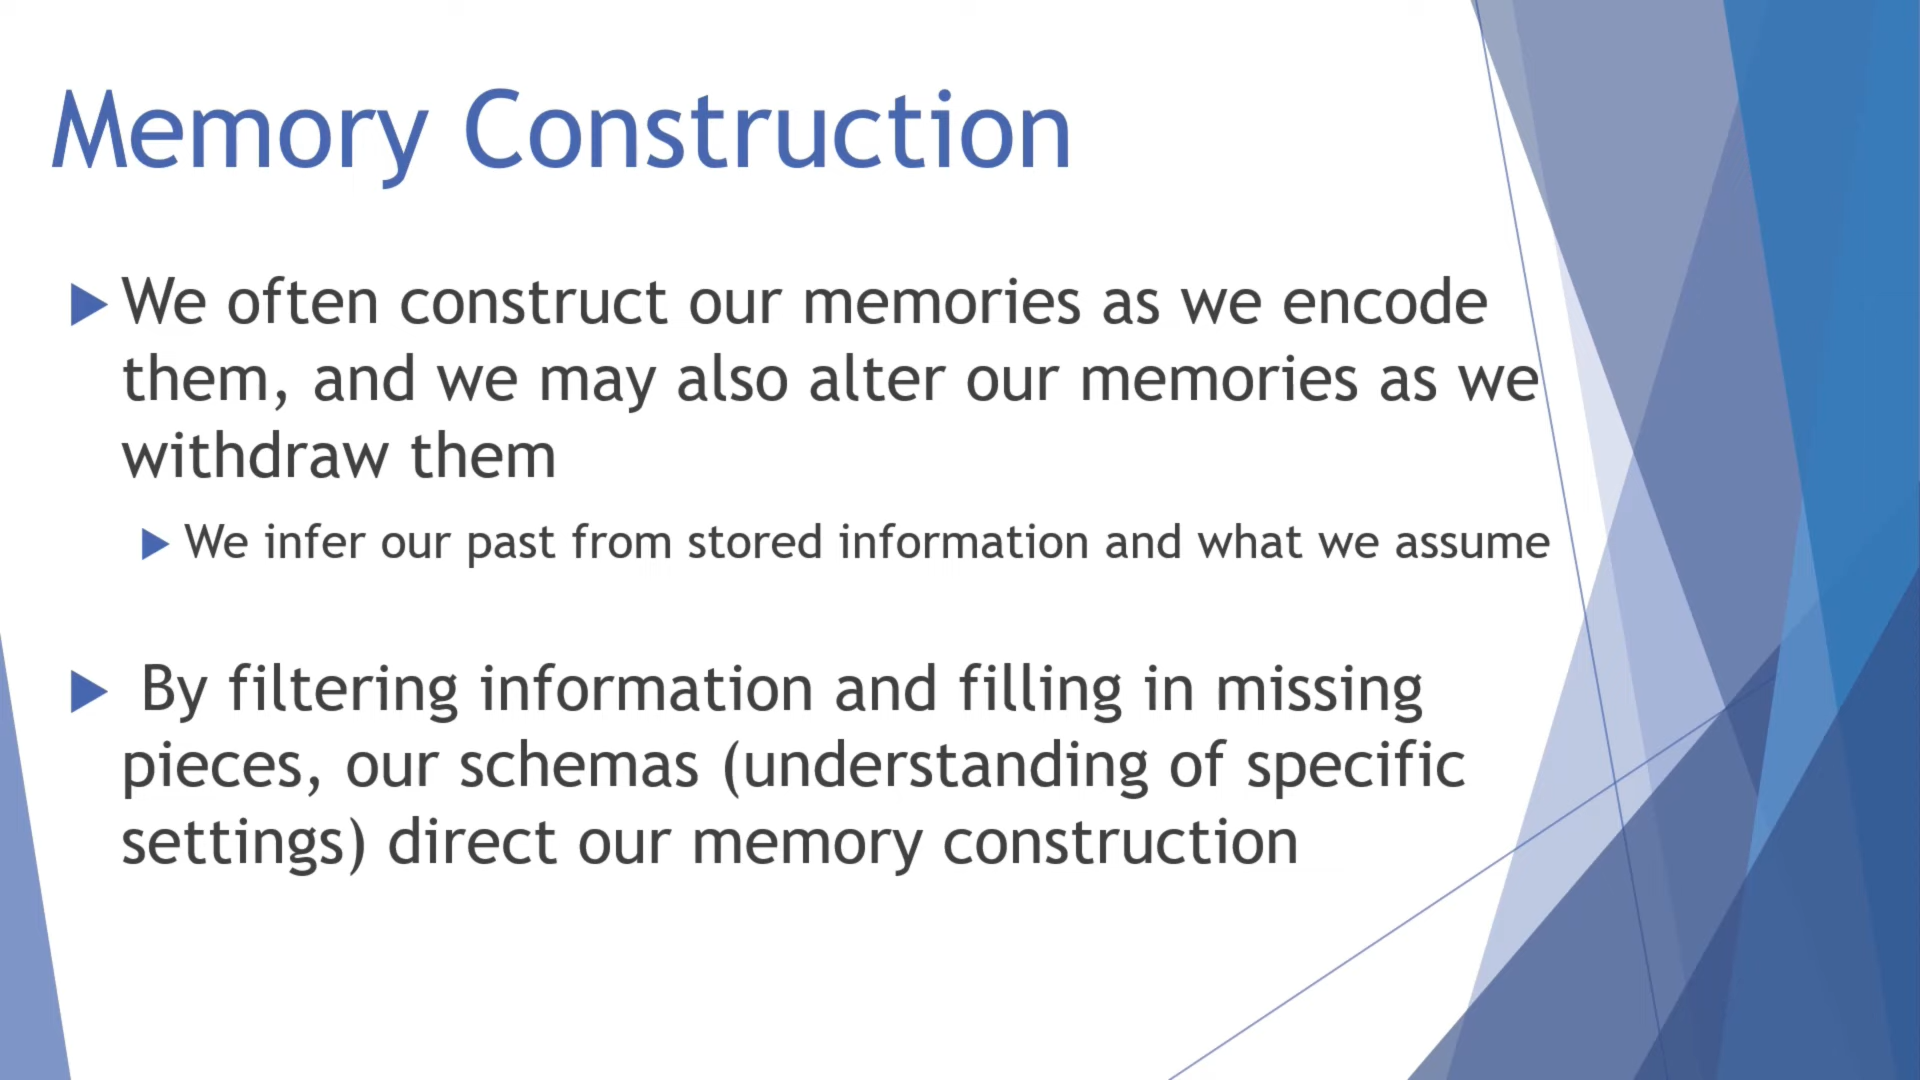 Memory Construction
We often construct our memories as we encode
them, and we may also alter our memories as we
withdraw them
We infer our past from stored information and what we assume
By filtering information and filling in missing
pieces, our schemas (understanding of specific
settings) direct our memory construction